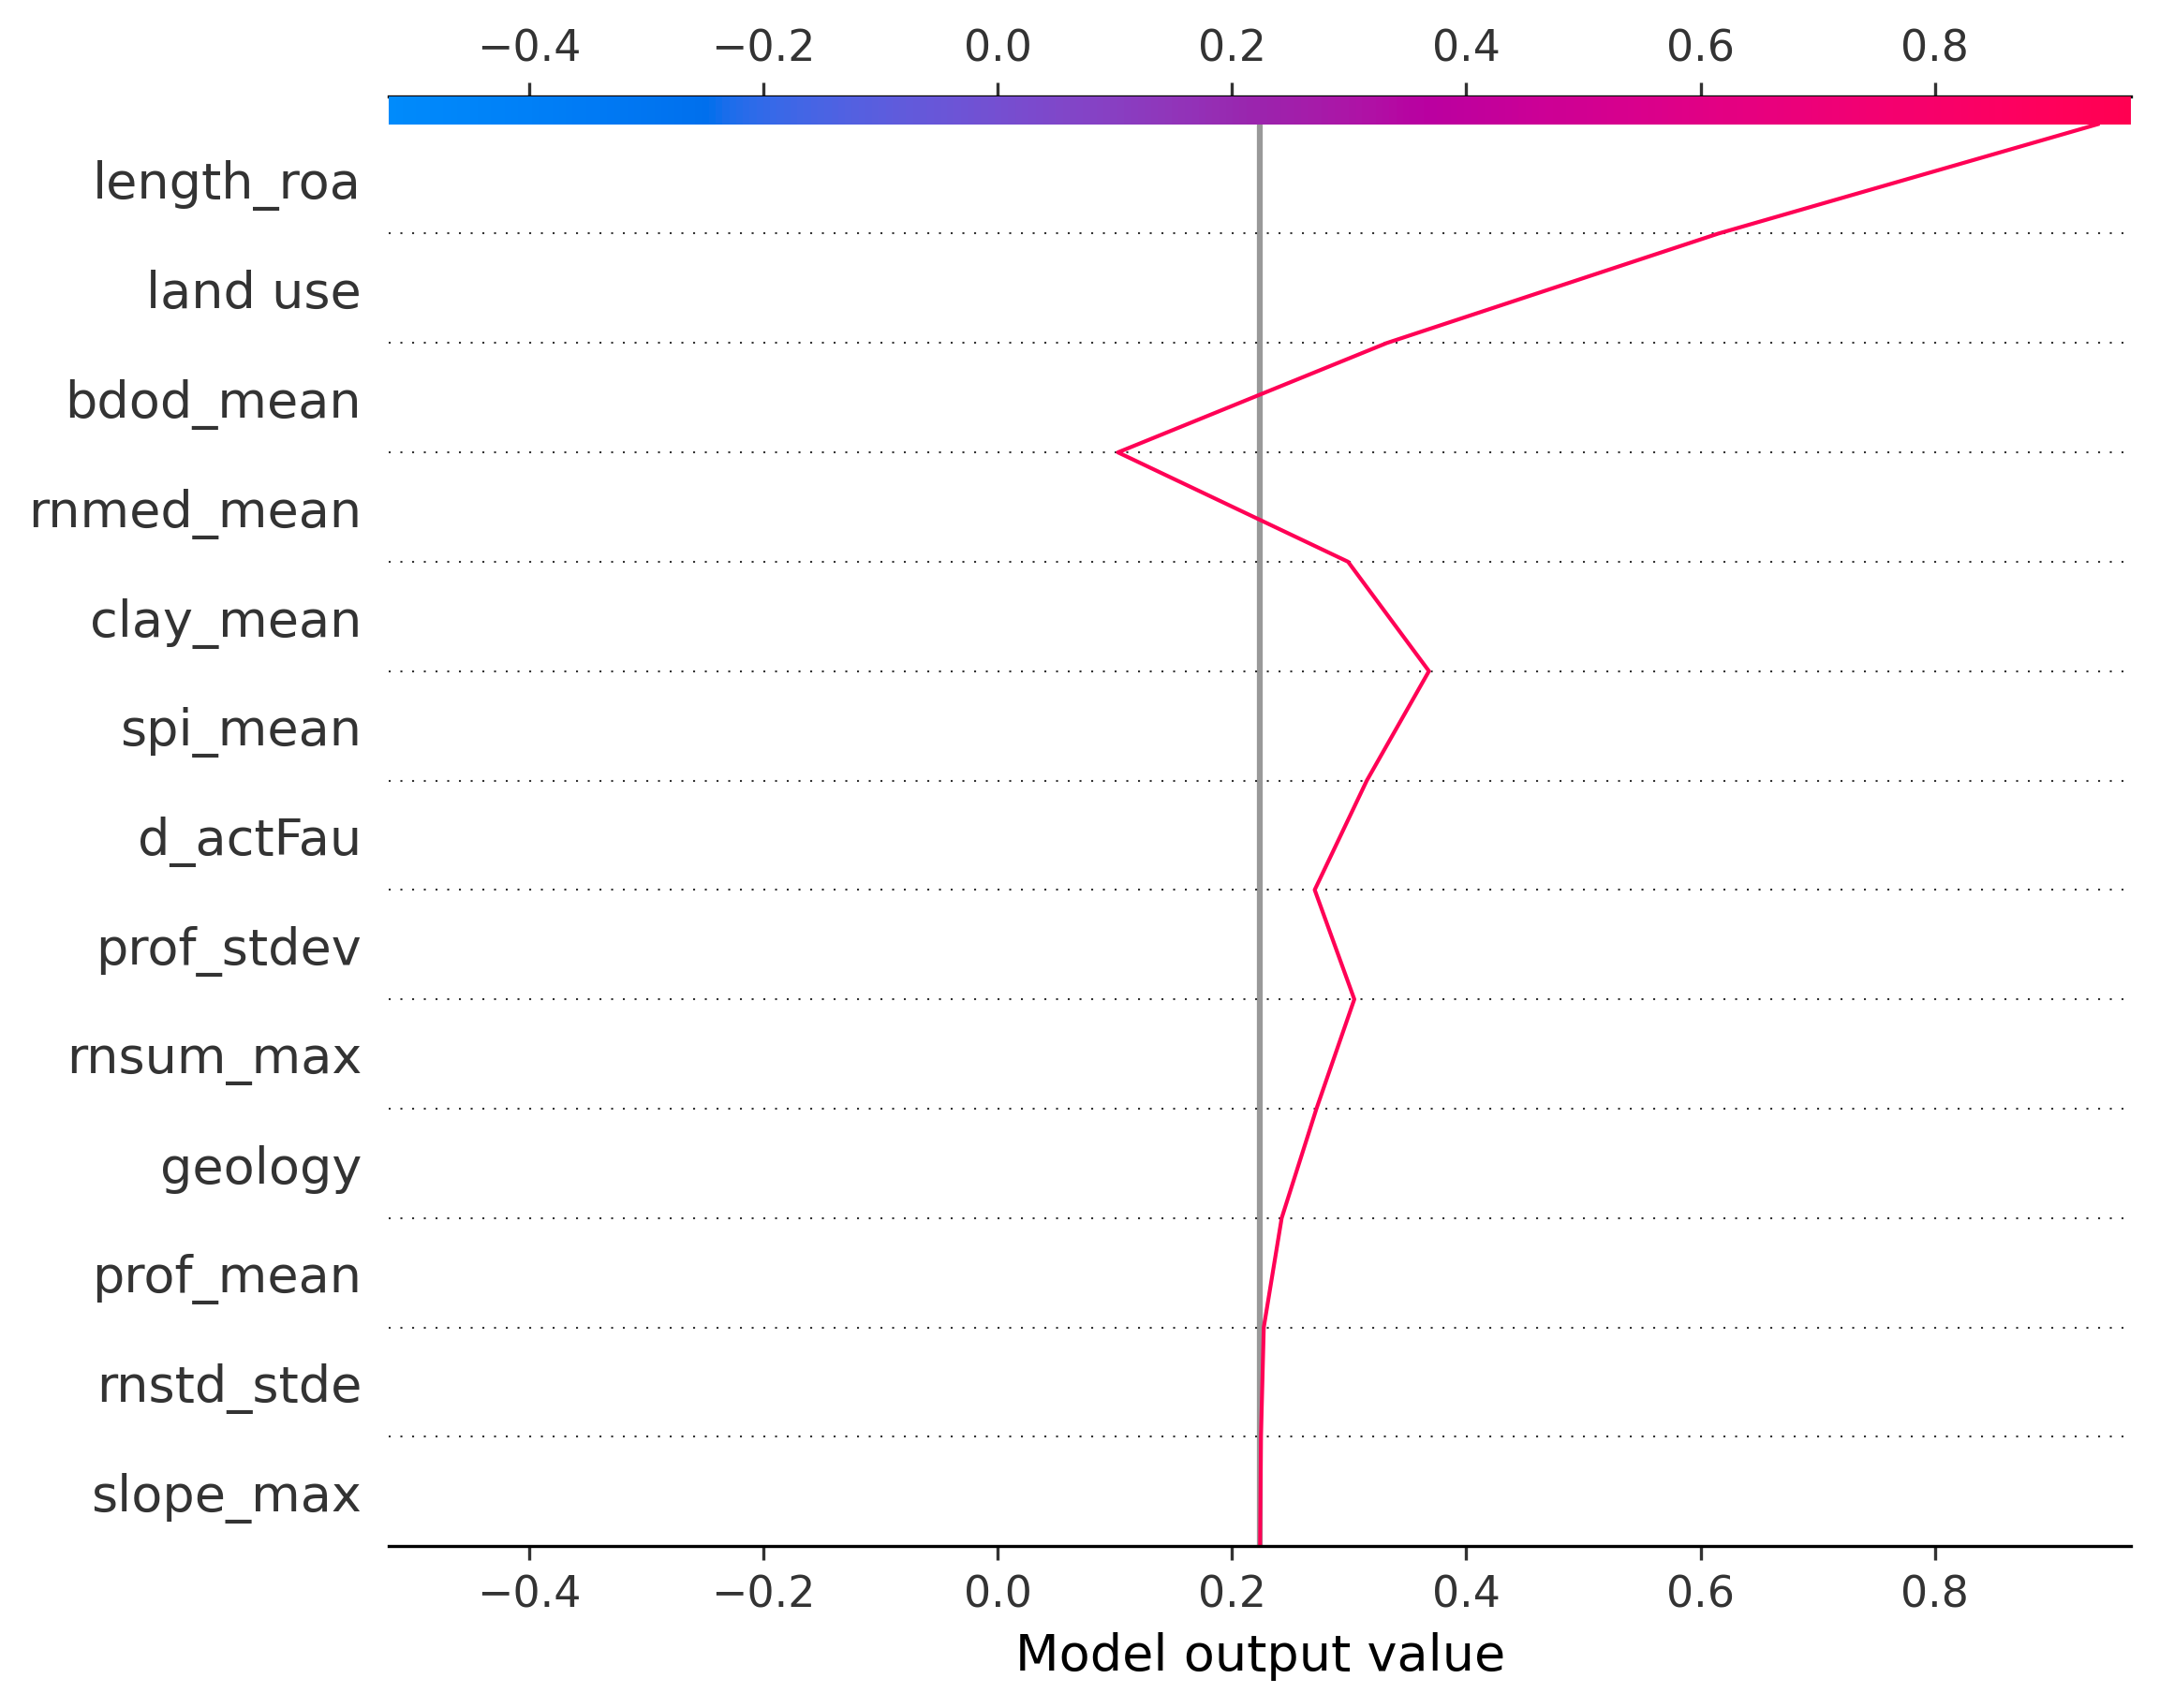 −0.4 −0.2 0.0 0.2 0.4 0.6 0.8
length_roa
land use
bdod_mean
rnmed_mean
clay_mean
spi_mean
d_actFau
prof_stdev
rnsum_max
geology
prof_mean
rnstd_stde
slope_max
−0.4 −0.2 0.0 0.2 0.4 0.6 0.8
Model output value